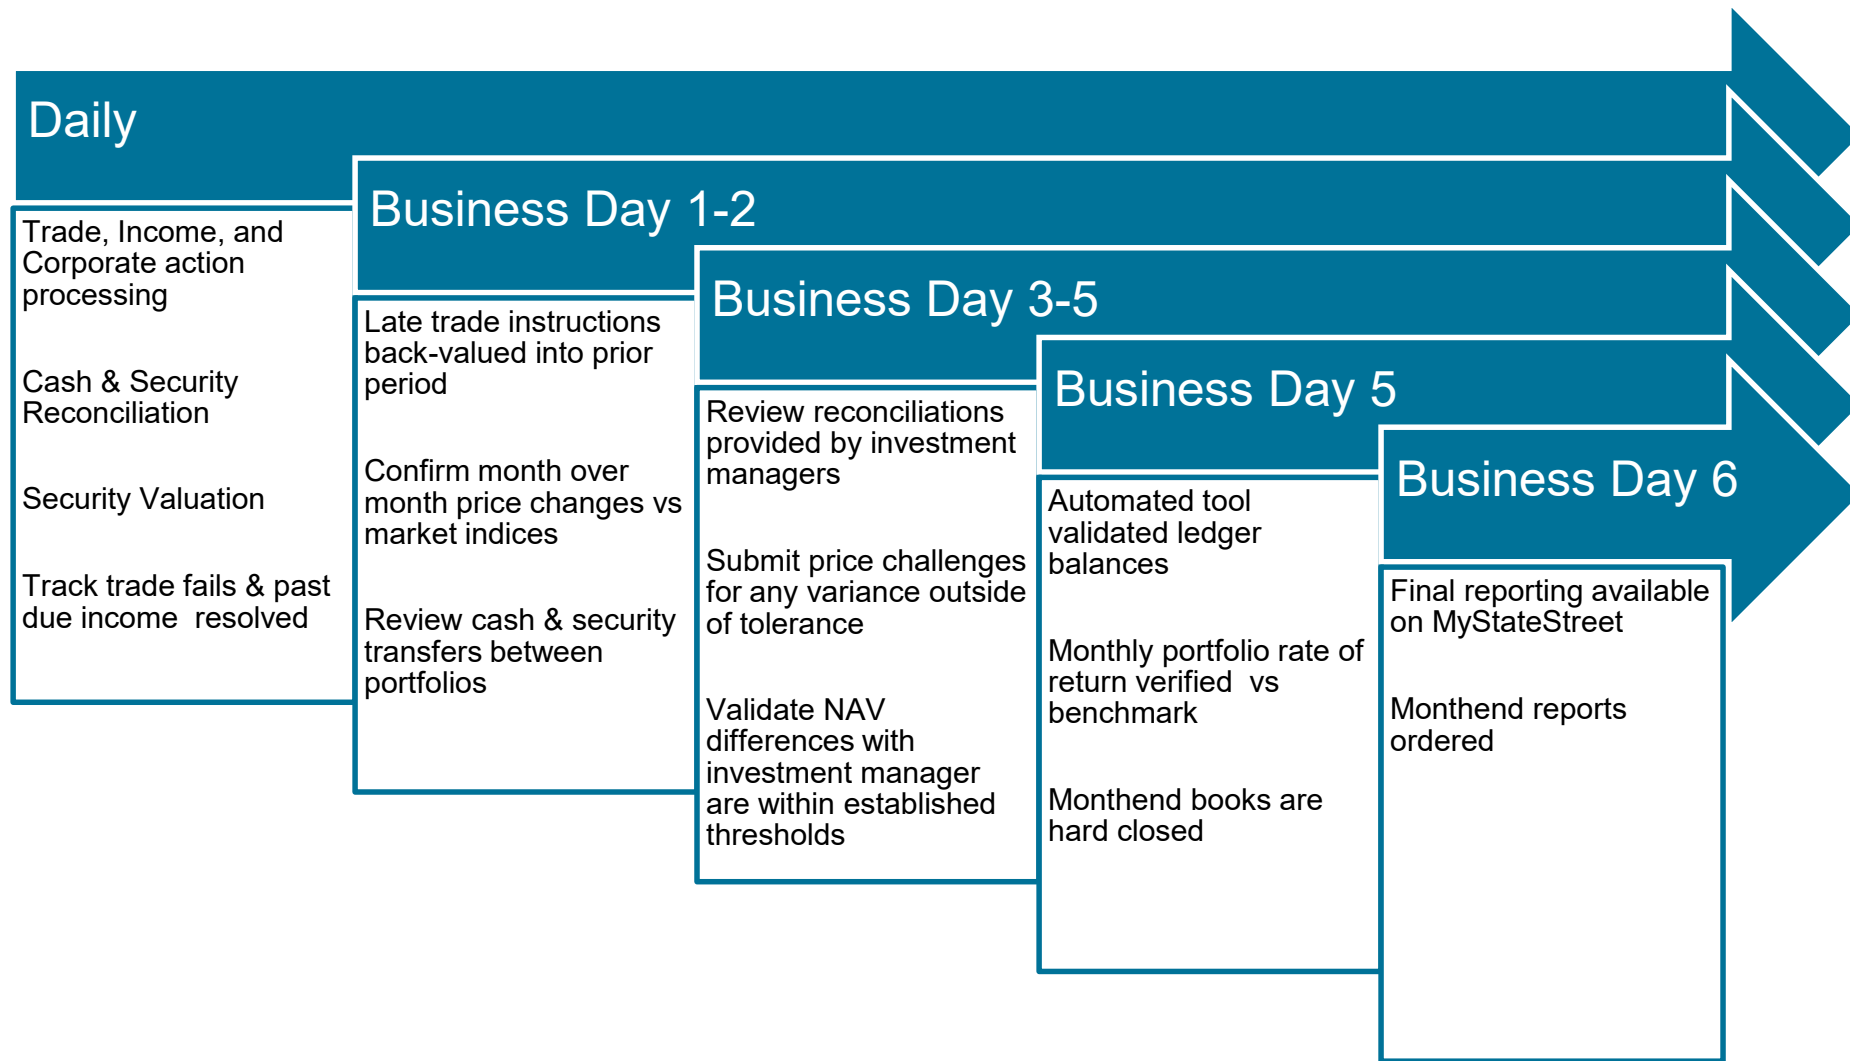 Daily
Trade, Income, and
Corporate action
processing
Cash & Security
Reconciliation
Security Valuation
Track trade fails & past
due income  resolved
Business Day 1-2
Late trade instructions
back-valued into prior
period
Confirm month over
month price changes vs
market indices
Review cash & security
transfers between
portfolios
Business Day 3-5
Review reconciliations
provided by investment
managers
Submit price challenges
for any variance outside
of tolerance
Validate NAV
differences with
investment manager
are within established
thresholds
Business Day 5
Automated tool
validated ledger
balances
Monthly portfolio rate of
return verified  vs
benchmark
Monthend books are
hard closed
Business Day 6
Final reporting available
on MyStateStreet
Monthend reports
ordered